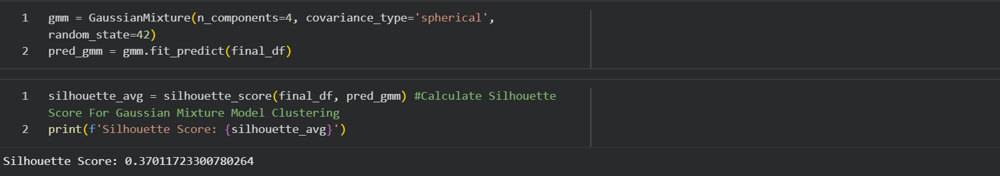 1 gmm = GaussianMixture(n_components=4, covariance_type='spherical',
random_state=42)
2 pred_gmm = gmm.fit_predict(final_df)
1 silhouette_avg = silhouette_score(final_df, pred_gmm) #Calculate Silhouette
Score For Gaussian Mixture Model Clustering
2 print(f'Silhouette Score: {silhouette_avg}')
Silhouette Score: 0.37011723300780264